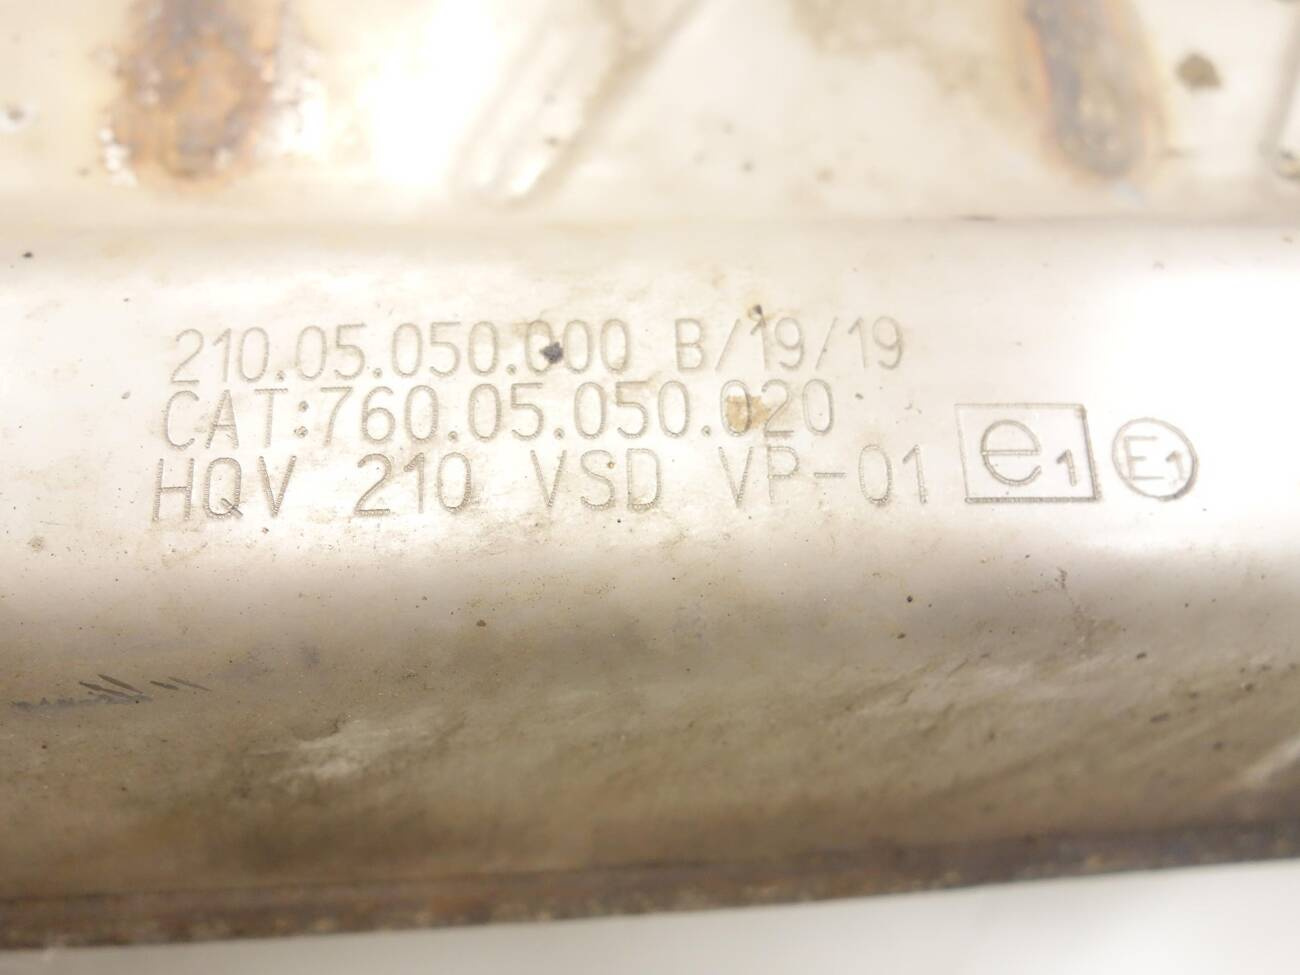 210.05.050.000 B/19/19
CAT:760.05.050.020
HQV 210 VSD VP-01 e1 E1